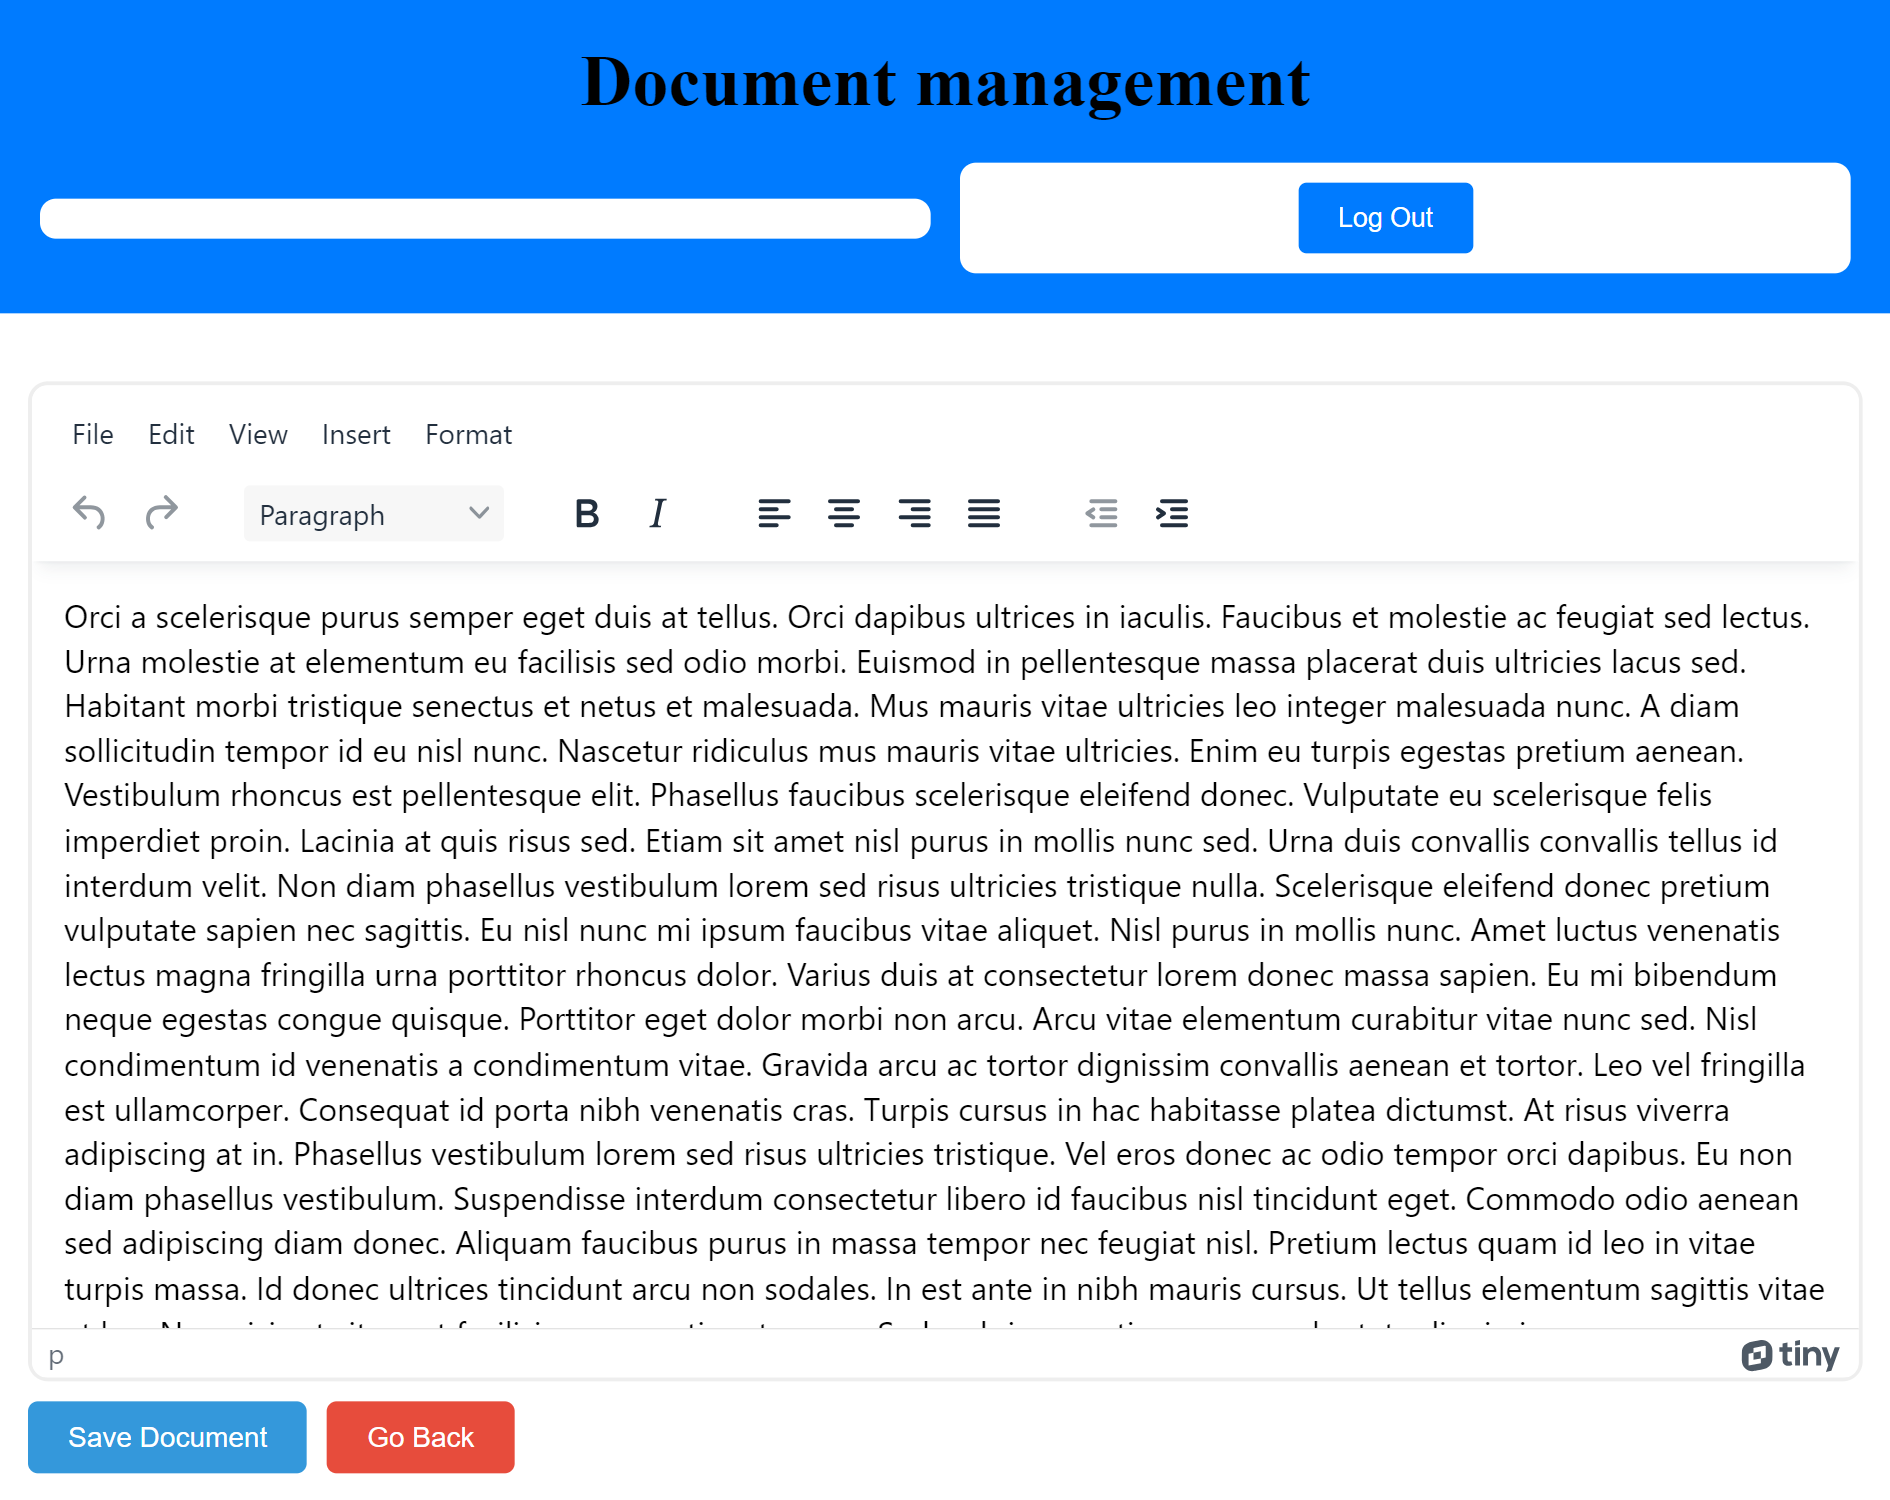 Document management
Log Out
File Edit View Insert Format
Paragraph B I
Orci a scelerisque purus semper eget duis at tellus. Orci dapibus ultrices in iaculis. Faucibus et molestie ac feugiat sed lectus.
Urna molestie at elementum eu facilisis sed odio morbi. Euismod in pellentesque massa placerat duis ultricies lacus sed.
Habitant morbi tristique senectus et netus et malesuada. Mus mauris vitae ultricies leo integer malesuada nunc. A diam
sollicitudin tempor id eu nisl nunc. Nascetur ridiculus mus mauris vitae ultricies. Enim eu turpis egestas pretium aenean.
Vestibulum rhoncus est pellentesque elit. Phasellus faucibus scelerisque eleifend donec. Vulputate eu scelerisque felis
imperdiet proin. Lacinia at quis risus sed. Etiam sit amet nisl purus in mollis nunc sed. Urna duis convallis convallis tellus id
interdum velit. Non diam phasellus vestibulum lorem sed risus ultricies tristique nulla. Scelerisque eleifend donec pretium
vulputate sapien nec sagittis. Eu nisl nunc mi ipsum faucibus vitae aliquet. Nisl purus in mollis nunc. Amet luctus venenatis
lectus magna fringilla urna porttitor rhoncus dolor. Varius duis at consectetur lorem donec massa sapien. Eu mi bibendum
neque egestas congue quisque. Porttitor eget dolor morbi non arcu. Arcu vitae elementum curabitur vitae nunc sed. Nisl
condimentum id venenatis a condimentum vitae. Gravida arcu ac tortor dignissim convallis aenean et tortor. Leo vel fringilla
est ullamcorper. Consequat id porta nibh venenatis cras. Turpis cursus in hac habitasse platea dictumst. At risus viverra
adipiscing at in. Phasellus vestibulum lorem sed risus ultricies tristique. Vel eros donec ac odio tempor orci dapibus. Eu non
diam phasellus vestibulum. Suspendisse interdum consectetur libero id faucibus nisl tincidunt eget. Commodo odio aenean
sed adipiscing diam donec. Aliquam faucibus purus in massa tempor nec feugiat nisl. Pretium lectus quam id leo in vitae
turpis massa. Id donec ultrices tincidunt arcu non sodales. In est ante in nibh mauris cursus. Ut tellus elementum sagittis vitae
p tiny
Save Document Go Back